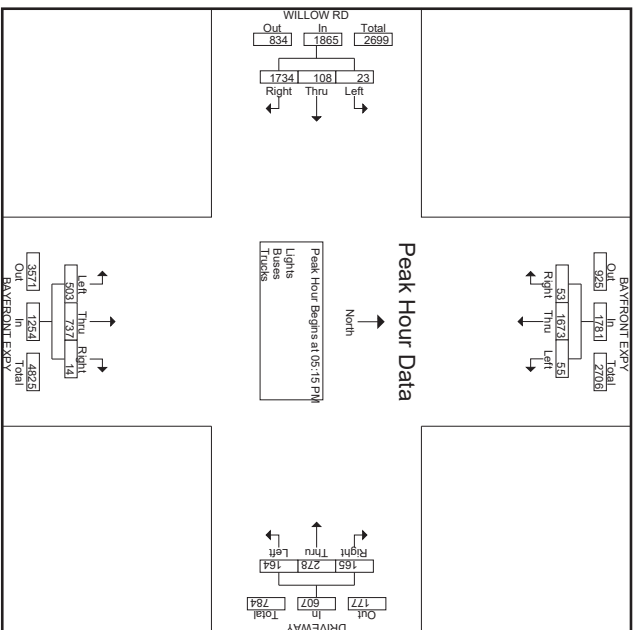 WILLOW RD
Out In Total
834 1865 2699
1734 108 23
Right Thru Left
BAYFRONT EXPY
Out In Total
925 1781 2706
53 1673 55
Right Thru Left
Peak Hour Data
North
Peak Hour Begins at 05:15 PM
Lights
Buses
Trucks
Left Thru Right
503 737 14
Out In Total
3571 1254 4825
BAYFRONT EXPY
Left Thru Right
164 278 165
Total In Out
784 607 177
DRIVEWAY